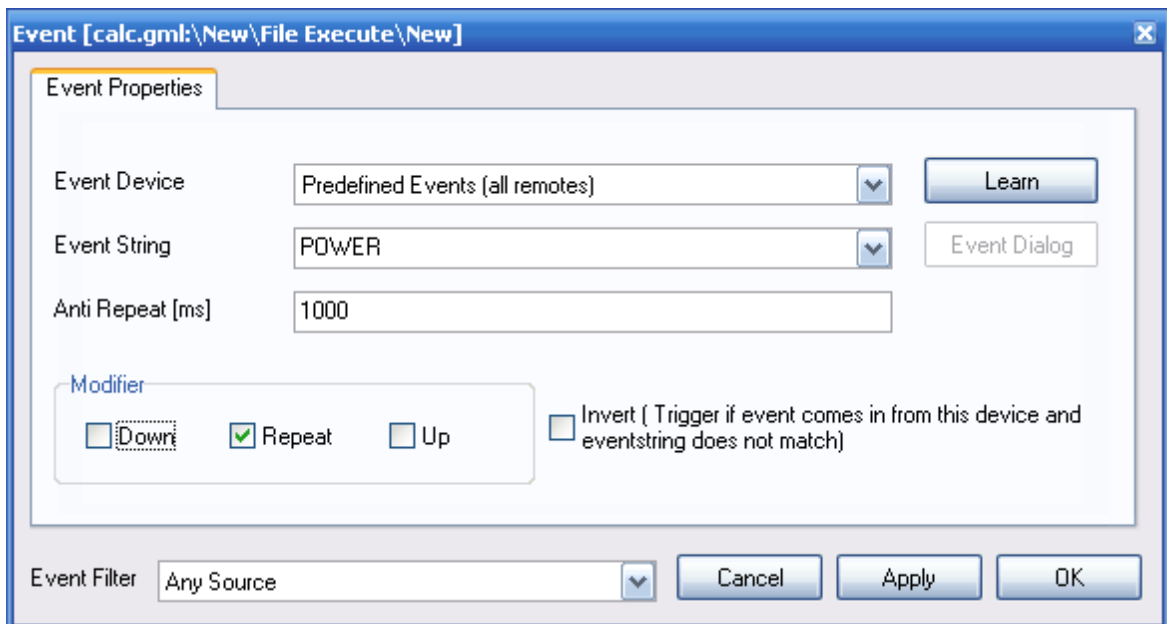 Event [calc.gml:\New\File Execute\New]
Event Properties
Event Device
Predefined Events (all remotes)
Learn
Event String
POWER
Event Dialog
Anti Repeat [ms]
1000
Modifier
Down
Repeat
Up
Invert ( Trigger if event comes in from this device and
eventstring does not match)
Event Filter
Any Source
Cancel
Apply
OK